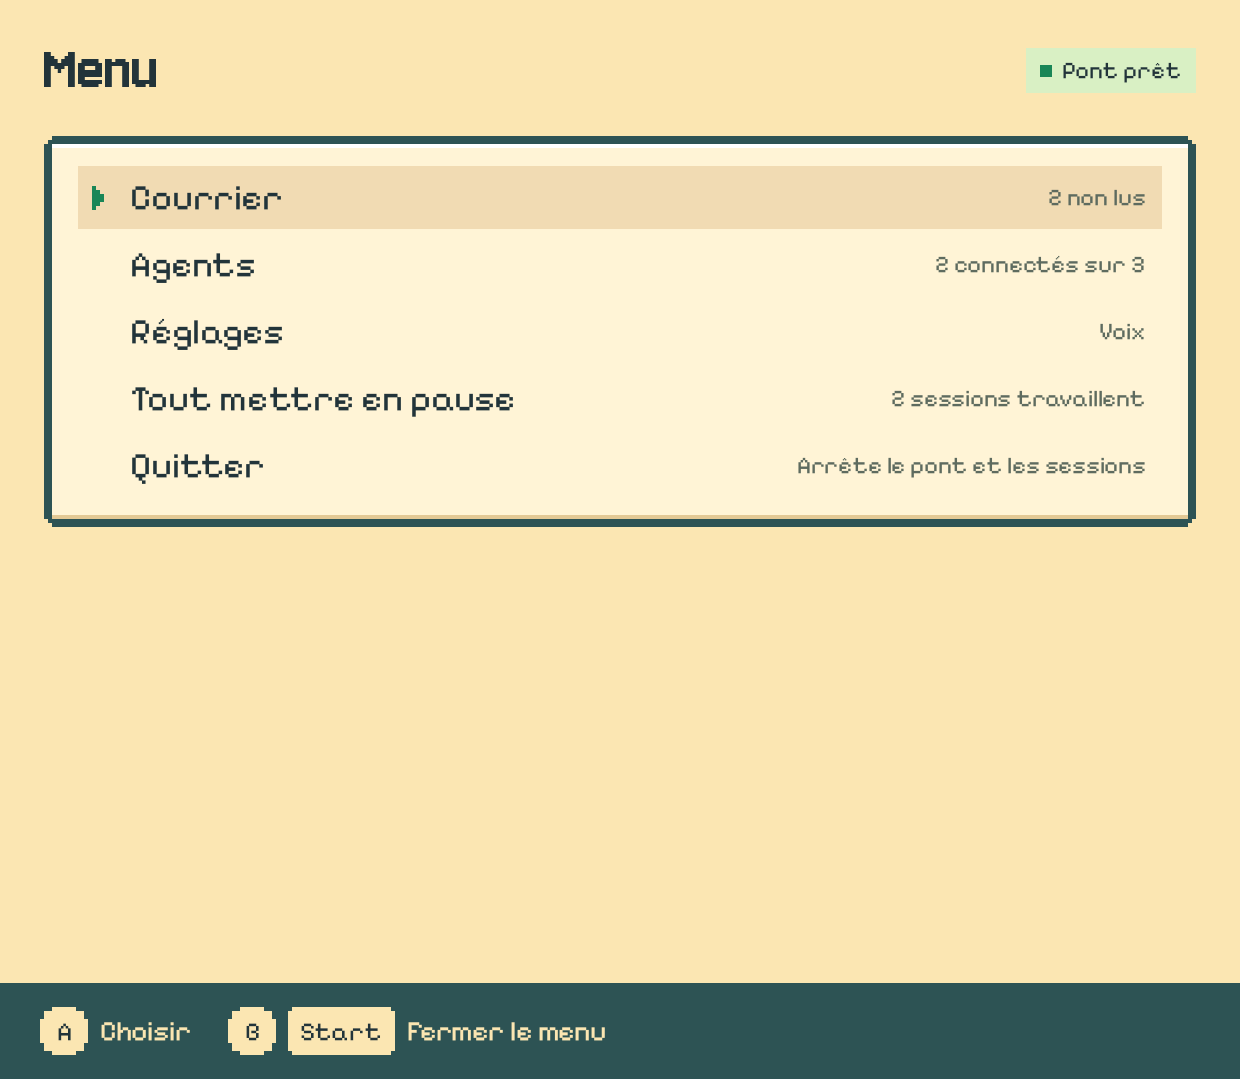 Menu
Pont prêt
Courrier 2 non lus
Agents 2 connectés sur 3
Réglages Voix
Tout mettre en pause 2 sessions travaillent
Quitter Arrête le pont et les sessions
A Choisir B Start Fermer le menu